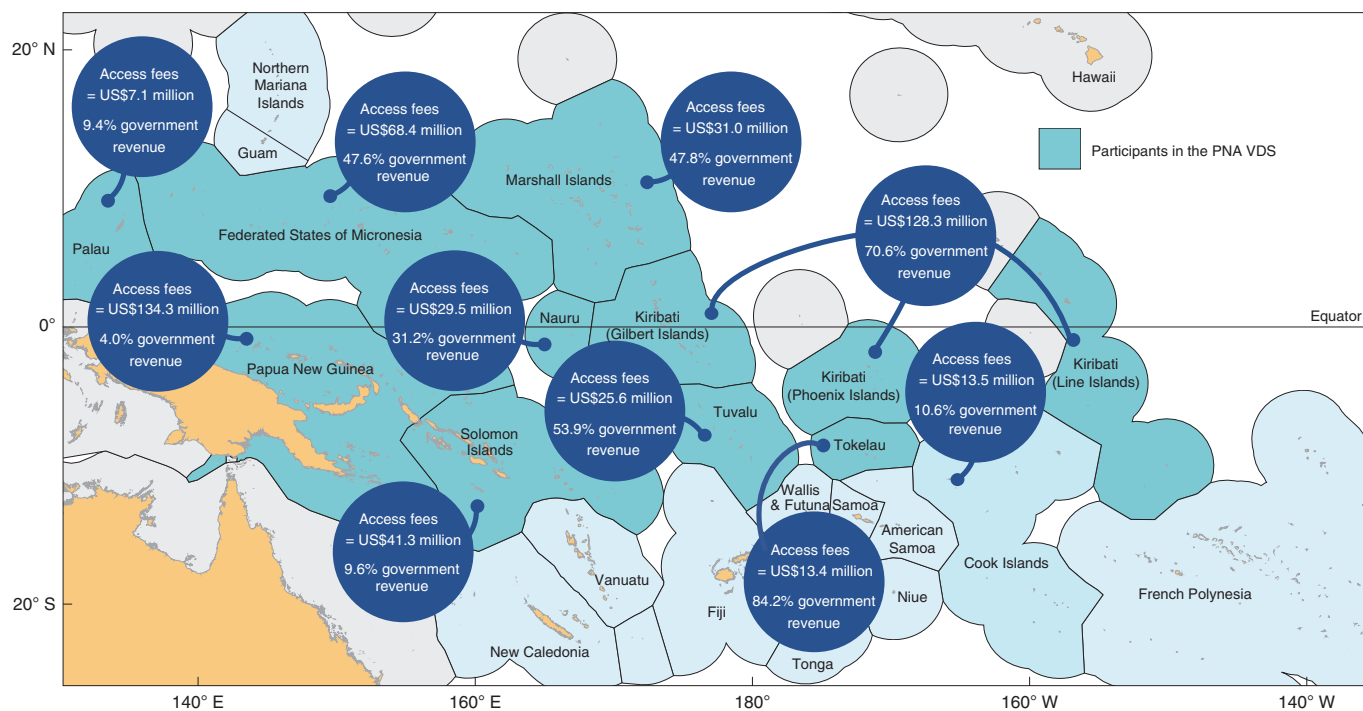 20° N
0°
20° S
140° E
160° E
180°
160° W
140° W
Access fees
= US$7.1 million
9.4% government
revenue
Northern
Mariana
Islands
Guam
Access fees
= US$68.4 million
47.6% government
revenue
Marshall Islands
Access fees
= US$31.0 million
47.8% government
revenue
Hawaii
Participants in the PNA VDS
Palau
Federated States of Micronesia
Access fees
= US$128.3 million
70.6% government
revenue
Access fees
= US$134.3 million
4.0% government
revenue
Papua New Guinea
Access fees
= US$29.5 million
31.2% government
revenue
Nauru
Kiribati
(Gilbert Islands)
Equator
Kiribati
(Phoenix Islands)
Access fees
= US$13.5 million
10.6% government
revenue
Kiribati
(Line Islands)
Solomon
Islands
Access fees
= US$25.6 million
53.9% government
revenue
Tuvalu
Tokelau
Access fees
= US$41.3 million
9.6% government
revenue
Wallis
& Futuna
Samoa
American
Samoa
Access fees
= US$13.4 million
84.2% government
revenue
Vanuatu
Fiji
Niue
Cook Islands
French Polynesia
New Caledonia
Tonga